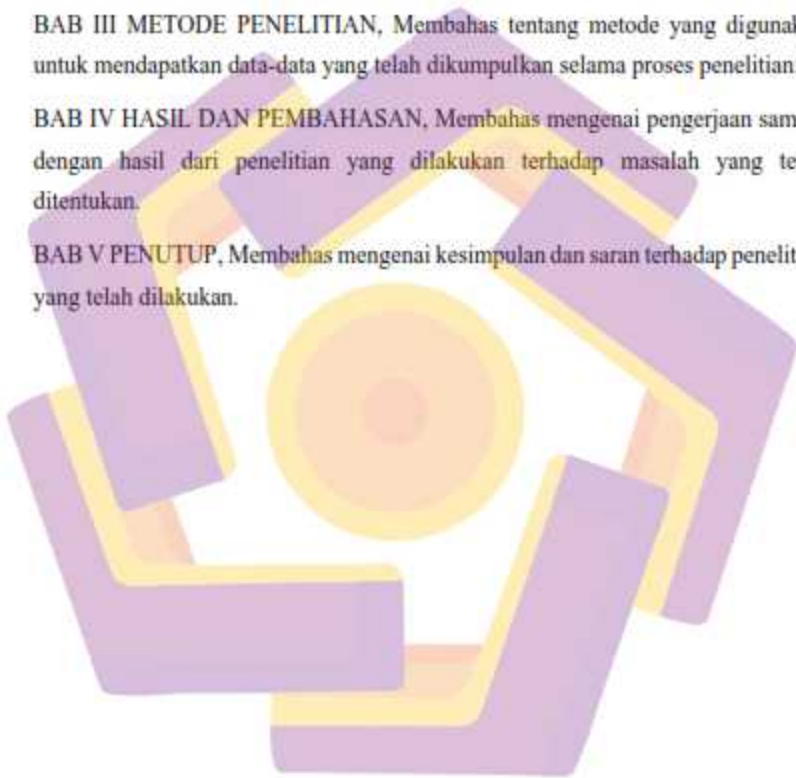 BAB III METODE PENELITIAN, Membahas tentang metode yang digunak
untuk mendapatkan data-data yang telah dikumpulkan selama proses penelitian.
BAB IV HASIL DAN PEMBAHASAN, Membahas mengenai pengerjaan sam
dengan hasil dari penelitian yang dilakukan terhadap masalah yang te
ditentukan.
BAB V PENUTUP, Membahas mengenai kesimpulan dan saran terhadap penelit
yang telah dilakukan.